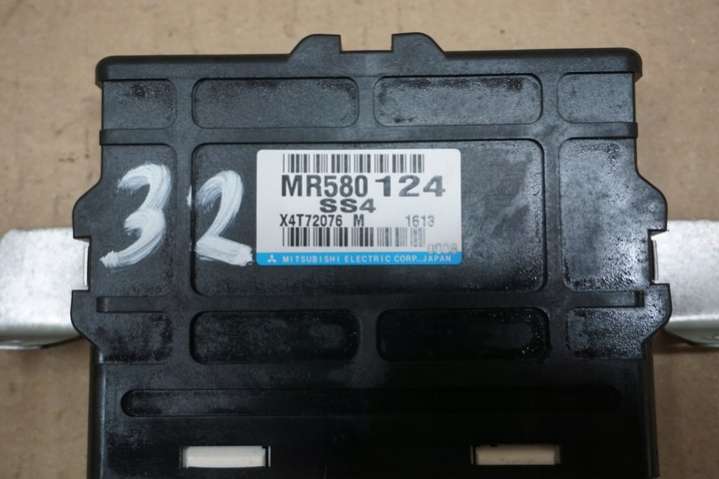 32
MR580 124
SS4
X4T72076 M 1613
MITSUBISHI ELECTRIC CORP., JAPAN